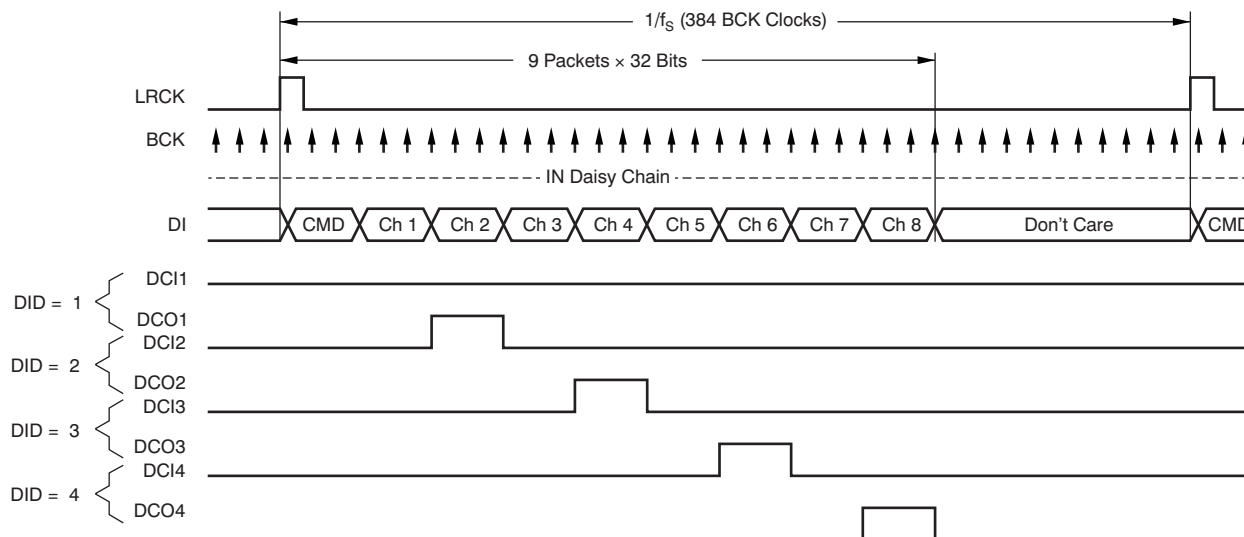 1/fS (384 BCK Clocks)
9 Packets × 32 Bits
LRCK
BCK
IN Daisy Chain
DI CMD Ch 1 Ch 2 Ch 3 Ch 4 Ch 5 Ch 6 Ch 7 Ch 8 Don't Care CMD
DCI1
DID = 1
DCO1
DCI2
DID = 2
DCO2
DCI3
DID = 3
DCO3
DCI4
DID = 4
DCO4